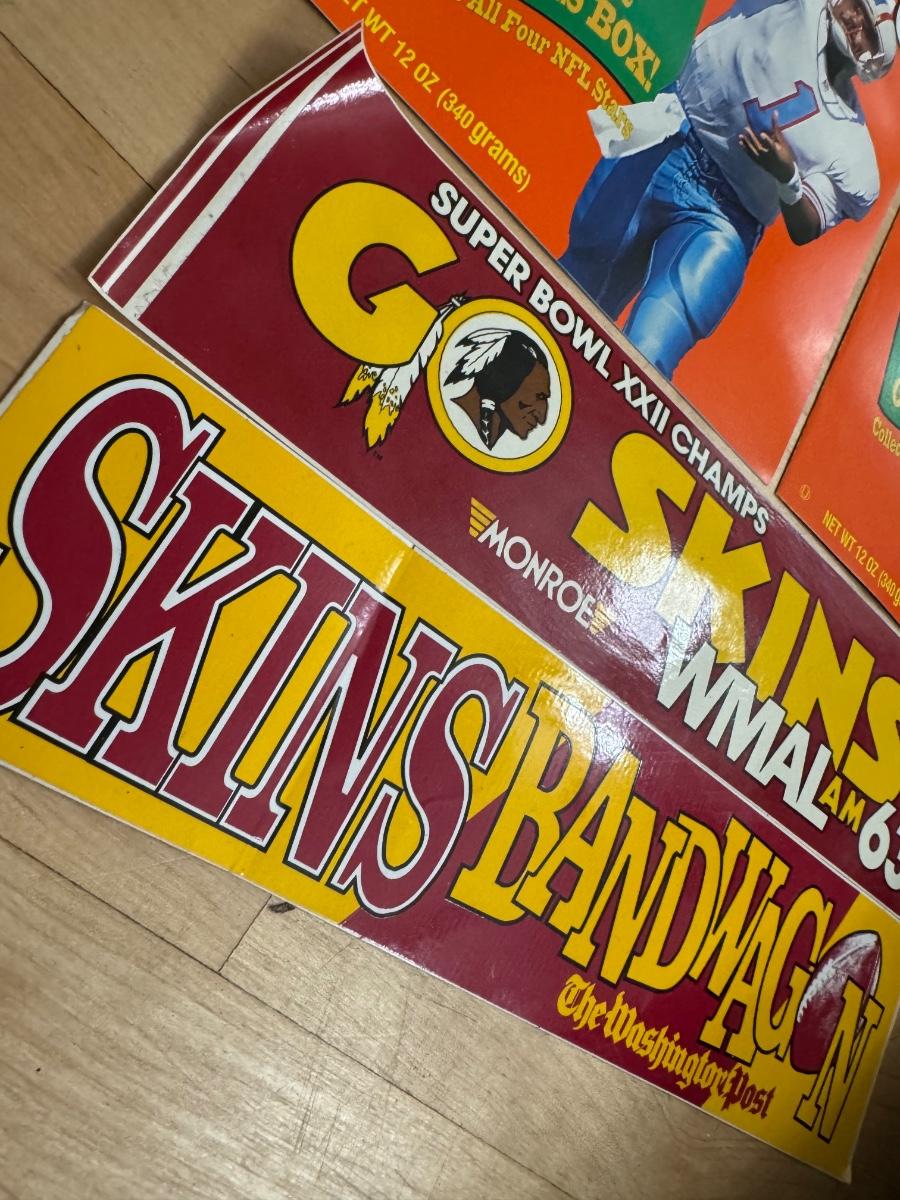 BOX!
All Four NFL Stars
NET WT 12 OZ (340 grams)
1
SUPER BOWL XXII CHAMPS
GO
SKINS
MONROE
WMAL AM 63
SKINS
BANDWAGON
The Washington Post
NET WT 12 OZ (340 g